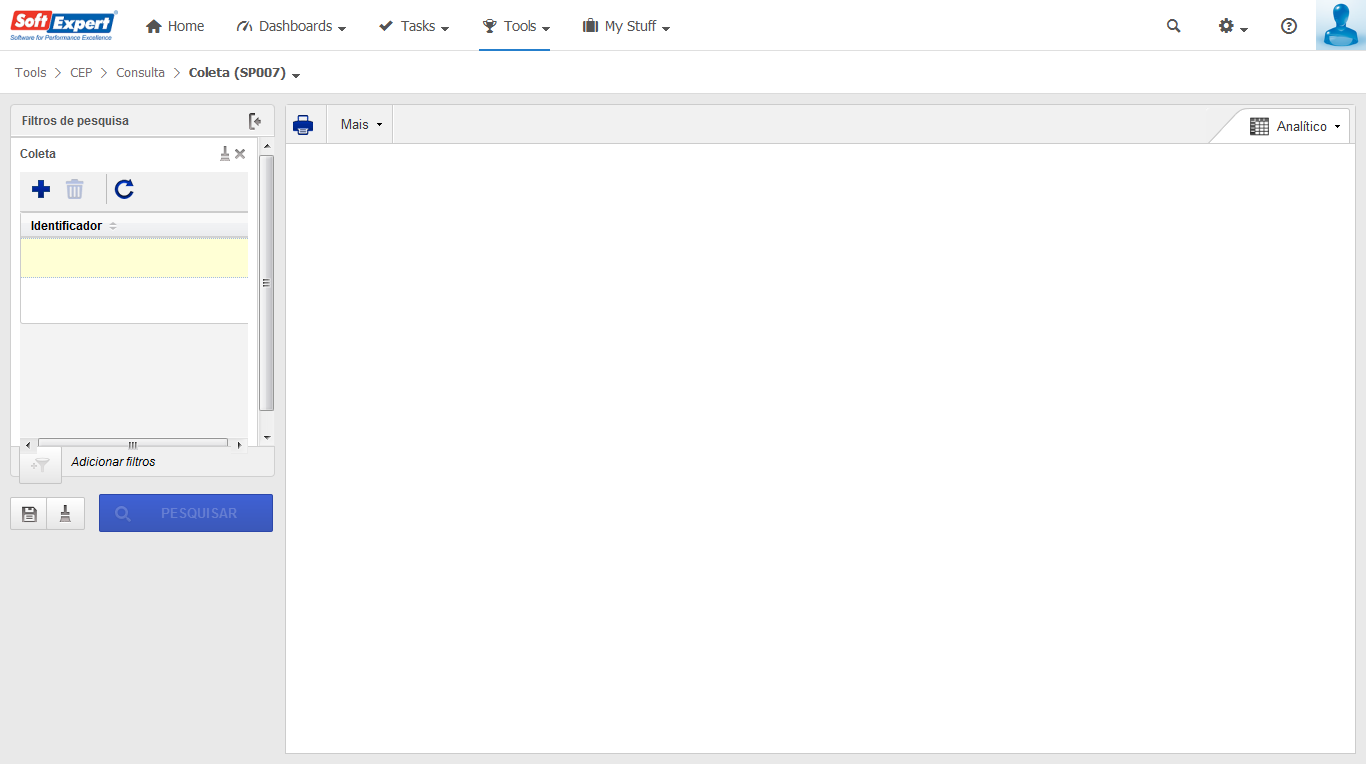 SoftExpert®
Software for Performance Excellence
Home
Dashboards
Tasks
Tools
My Stuff
Tools > CEP > Consulta > Coleta (SP007)
Filtros de pesquisa
Mais
Analítico
Coleta
Identificador
Adicionar filtros
PESQUISAR